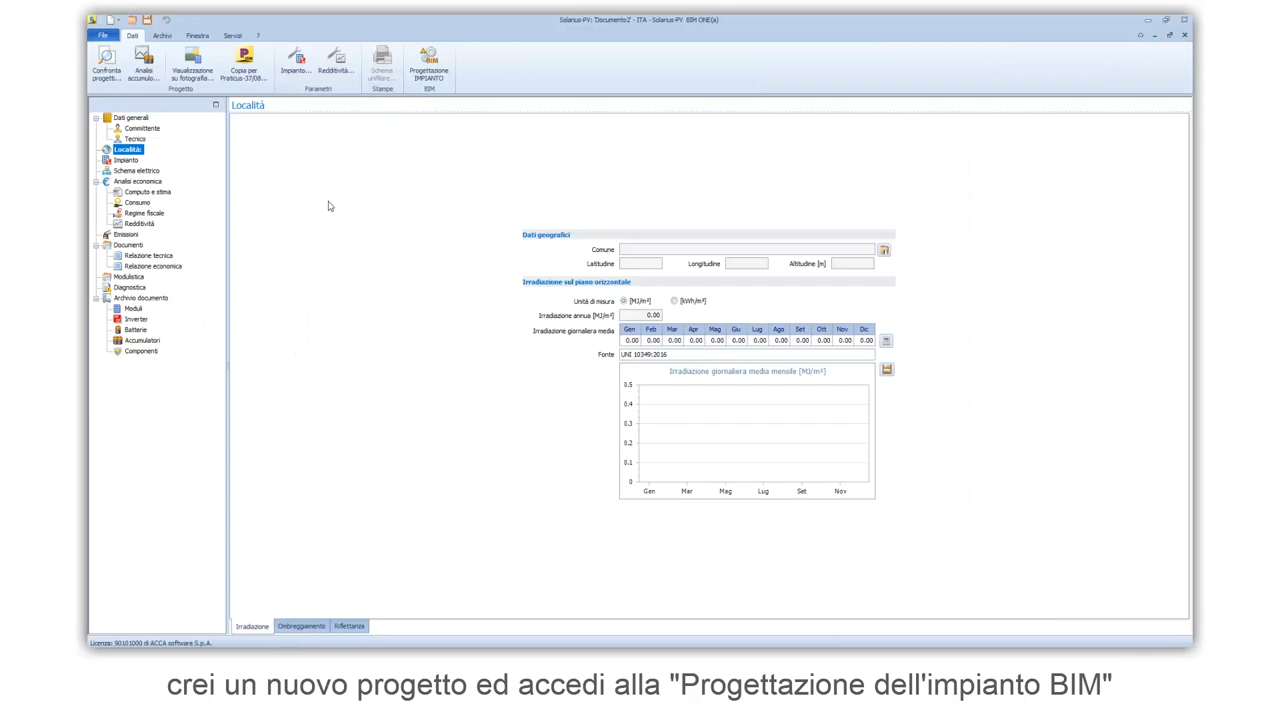 Solarius-PV: 'Documento2' - ITA - Solarius-PV BIM ONE(a)
File Dati Archivi Finestra Servizi ?
Confronta progetti...
Analisi accumulo...
Visualizzazione su fotografia...
Copia per Praticus-37/08...
Impianto...
Redditività...
Schema unifilare...
Progettazione IMPIANTO
Progetto Parametri Stampe BIM
Località
Dati generali
Committente
Tecnico
Località:
Impianto
Schema elettrico
Analisi economica
Computo e stima
Consumo
Regime fiscale
Redditività
Emissioni
Documenti
Relazione tecnica
Relazione economica
Modulistica
Diagnostica
Archivio documento
Moduli
Inverter
Batterie
Accumulatori
Componenti
Dati geografici
Comune
Latitudine Longitudine Altitudine [m]
Irradiazione sul piano orizzontale
Unità di misura [MJ/m²] [kWh/m²]
Irradiazione annua [MJ/m²] 0.00
Irradiazione giornaliera media Gen Feb Mar Apr Mag Giu Lug Ago Set Ott Nov Dic
0.00 0.00 0.00 0.00 0.00 0.00 0.00 0.00 0.00 0.00 0.00 0.00
Fonte UNI 10349:2016
Irradiazione giornaliera media mensile [MJ/m²]
0.5
0.4
0.3
0.2
0.1
0
Gen Mar Mag Lug Set Nov
Irradiazione Ombreggiamento Riflettanza
Licenza: 90101000 di ACCA software S.p.A.
crei un nuovo progetto ed accedi alla "Progettazione dell'impianto BIM"